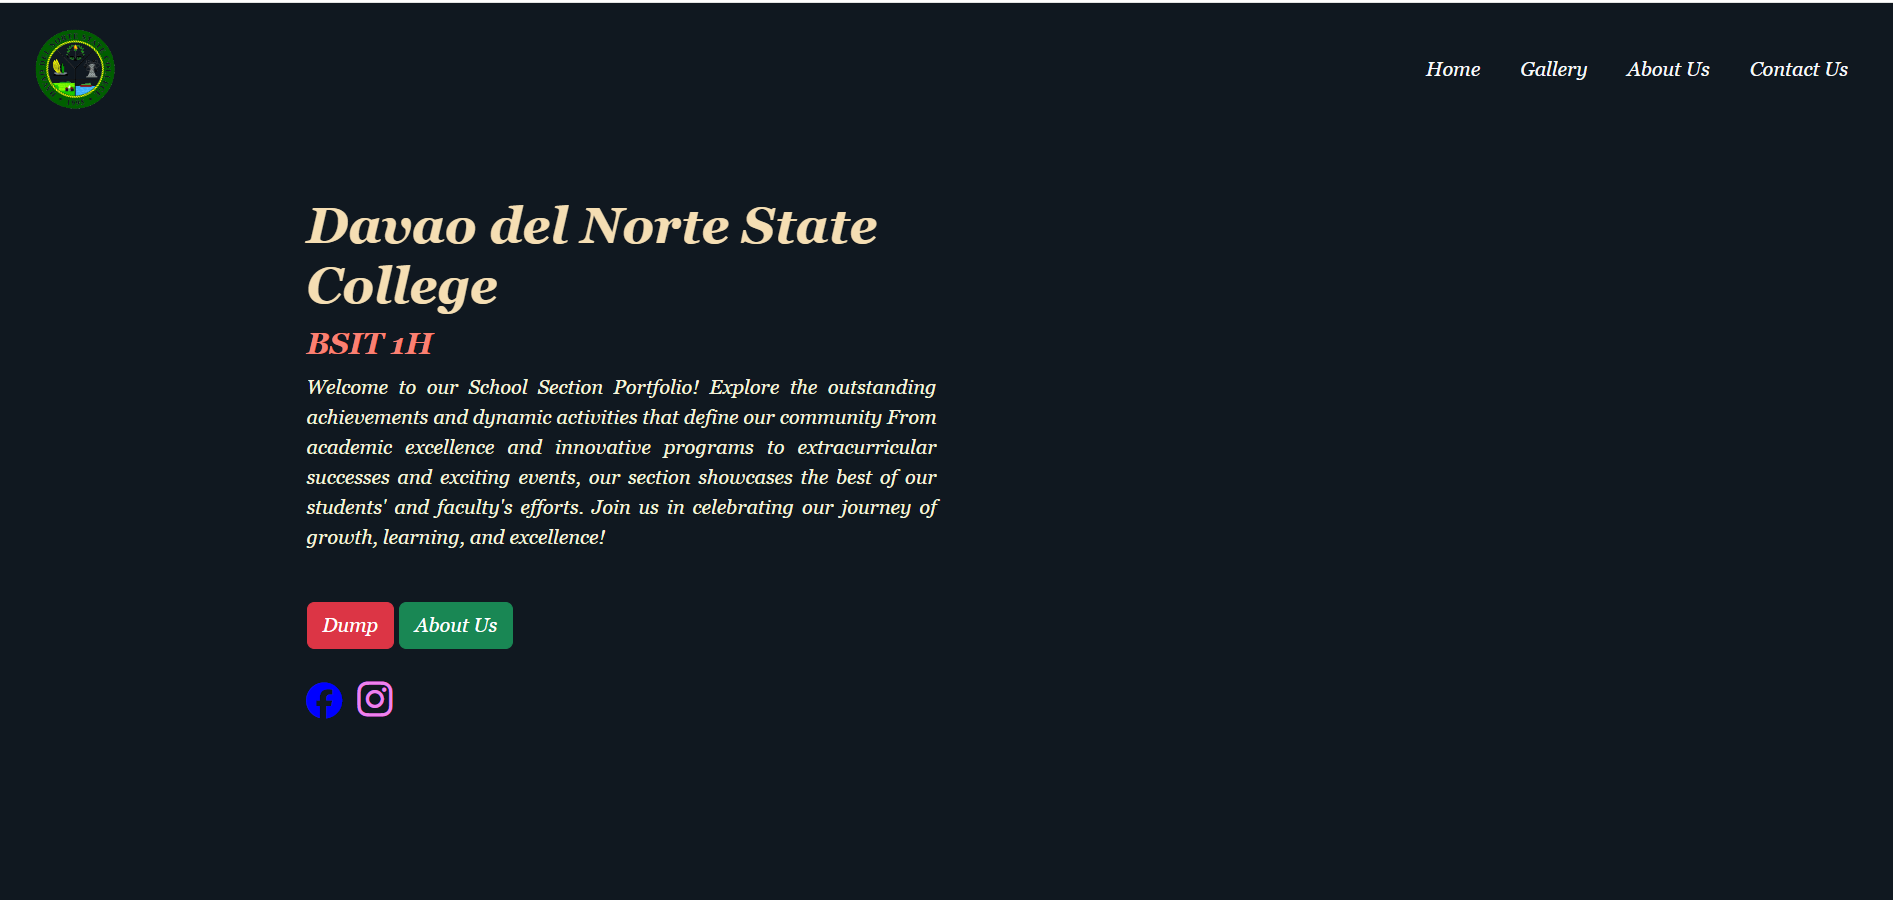 Home Gallery About Us Contact Us
Davao del Norte State
College
BSIT 1H
Welcome to our School Section Portfolio! Explore the outstanding
achievements and dynamic activities that define our community From
academic excellence and innovative programs to extracurricular
successes and exciting events, our section showcases the best of our
students' and faculty's efforts. Join us in celebrating our journey of
growth, learning, and excellence!
Dump About Us